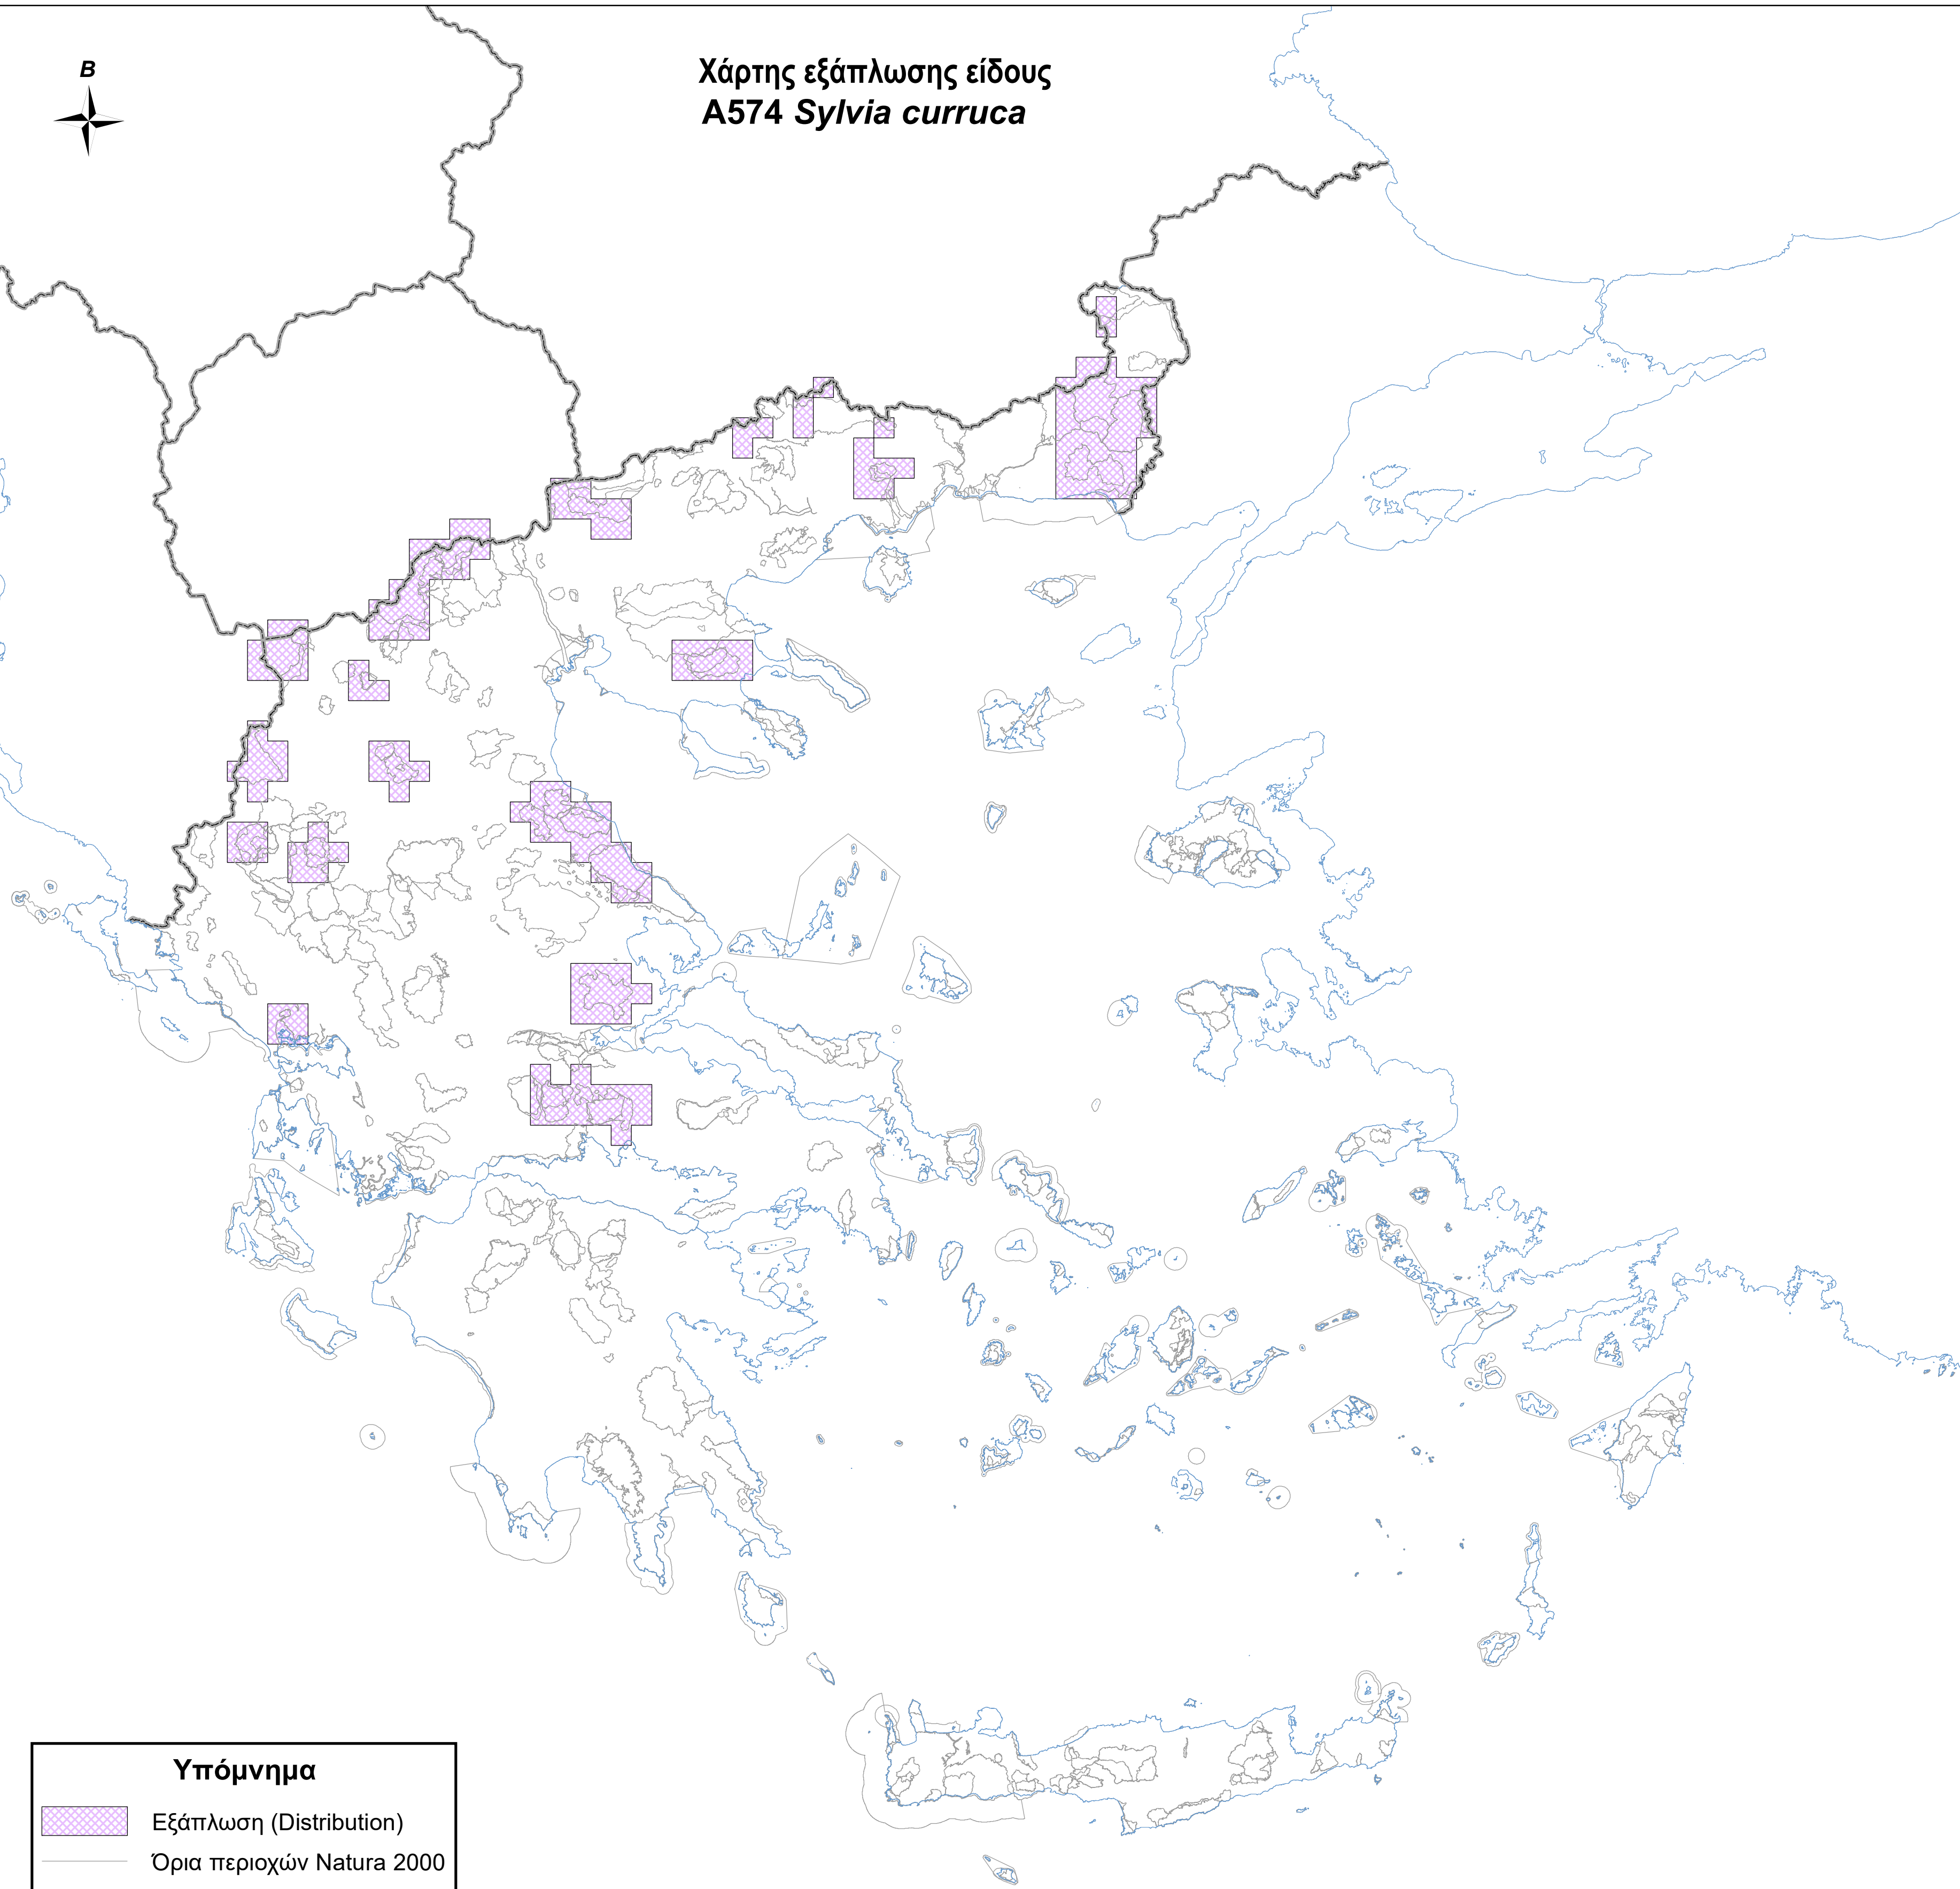 Β
Χάρτης εξάπλωσης είδους
A574 Sylvia curruca
Υπόμνημα
Εξάπλωση (Distribution)
Όρια περιοχών Natura 2000